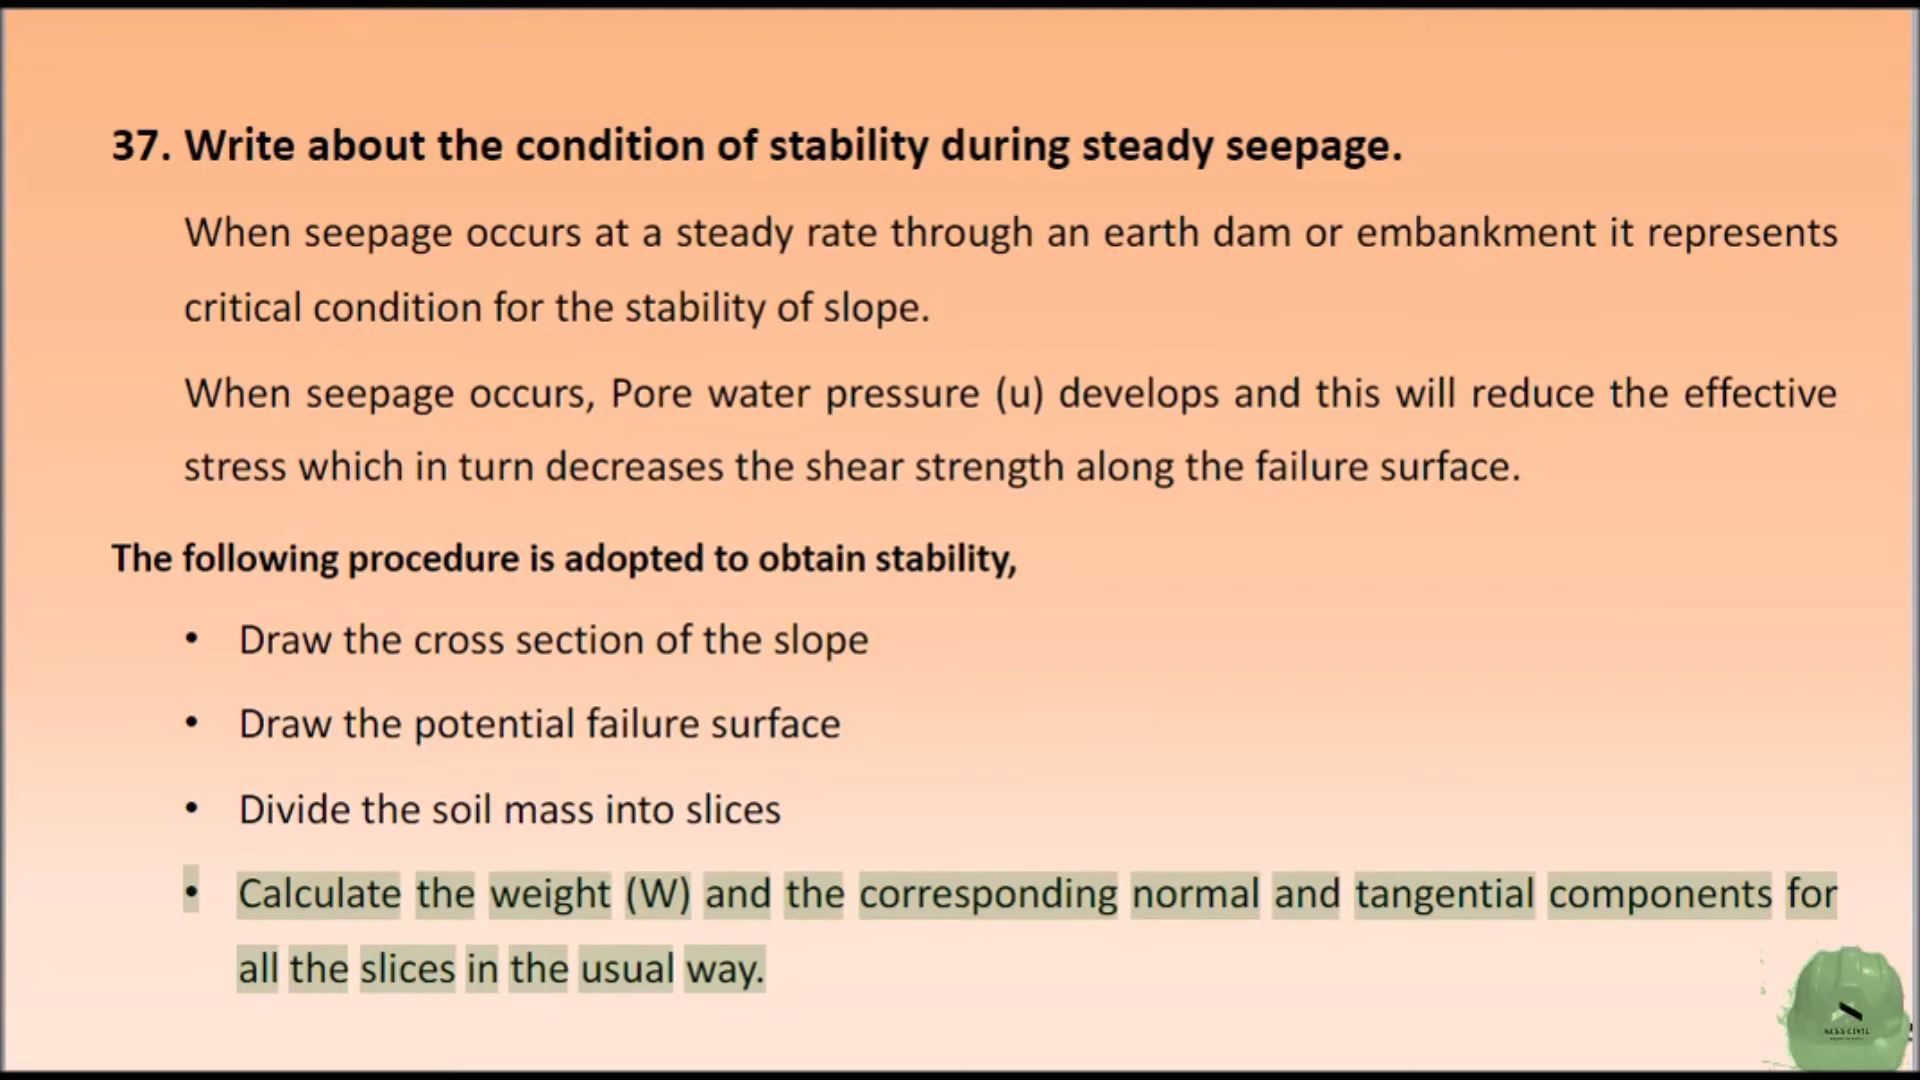 37. Write about the condition of stability during steady seepage.
When seepage occurs at a steady rate through an earth dam or embankment it represents
critical condition for the stability of slope.
When seepage occurs, Pore water pressure (u) develops and this will reduce the effective
stress which in turn decreases the shear strength along the failure surface.
The following procedure is adopted to obtain stability,
• Draw the cross section of the slope
• Draw the potential failure surface
• Divide the soil mass into slices
• Calculate the weight (W) and the corresponding normal and tangential components for
all the slices in the usual way.